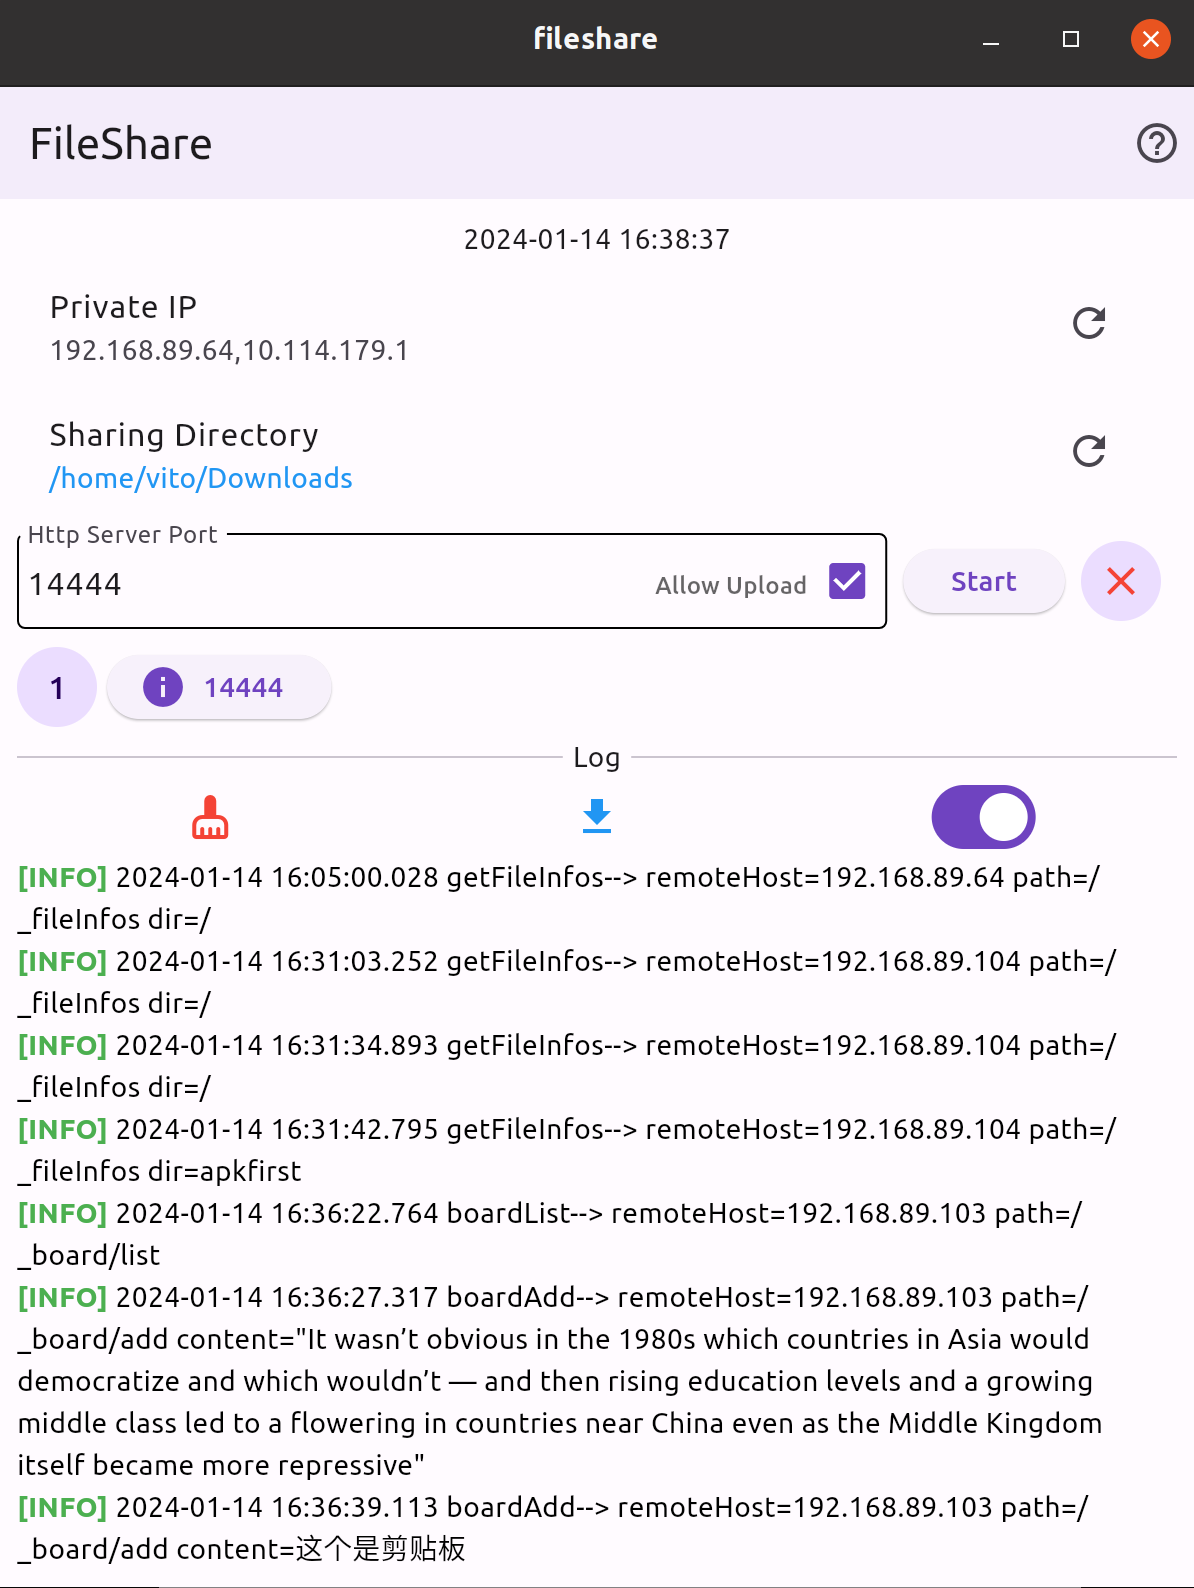 fileshare
FileShare
2024-01-14 16:38:37
Private IP
192.168.89.64,10.114.179.1
Sharing Directory
/home/vito/Downloads
Http Server Port
14444
Allow Upload
Start
1
14444
Log
[INFO] 2024-01-14 16:05:00.028 getFileInfos--> remoteHost=192.168.89.64 path=/
_fileInfos dir=/
[INFO] 2024-01-14 16:31:03.252 getFileInfos--> remoteHost=192.168.89.104 path=/
_fileInfos dir=/
[INFO] 2024-01-14 16:31:34.893 getFileInfos--> remoteHost=192.168.89.104 path=/
_fileInfos dir=/
[INFO] 2024-01-14 16:31:42.795 getFileInfos--> remoteHost=192.168.89.104 path=/
_fileInfos dir=apkfirst
[INFO] 2024-01-14 16:36:22.764 boardList--> remoteHost=192.168.89.103 path=/
_board/list
[INFO] 2024-01-14 16:36:27.317 boardAdd--> remoteHost=192.168.89.103 path=/
_board/add content="It wasn’t obvious in the 1980s which countries in Asia would
democratize and which wouldn’t — and then rising education levels and a growing
middle class led to a flowering in countries near China even as the Middle Kingdom
itself became more repressive"
[INFO] 2024-01-14 16:36:39.113 boardAdd--> remoteHost=192.168.89.103 path=/
_board/add content=这个是剪贴板